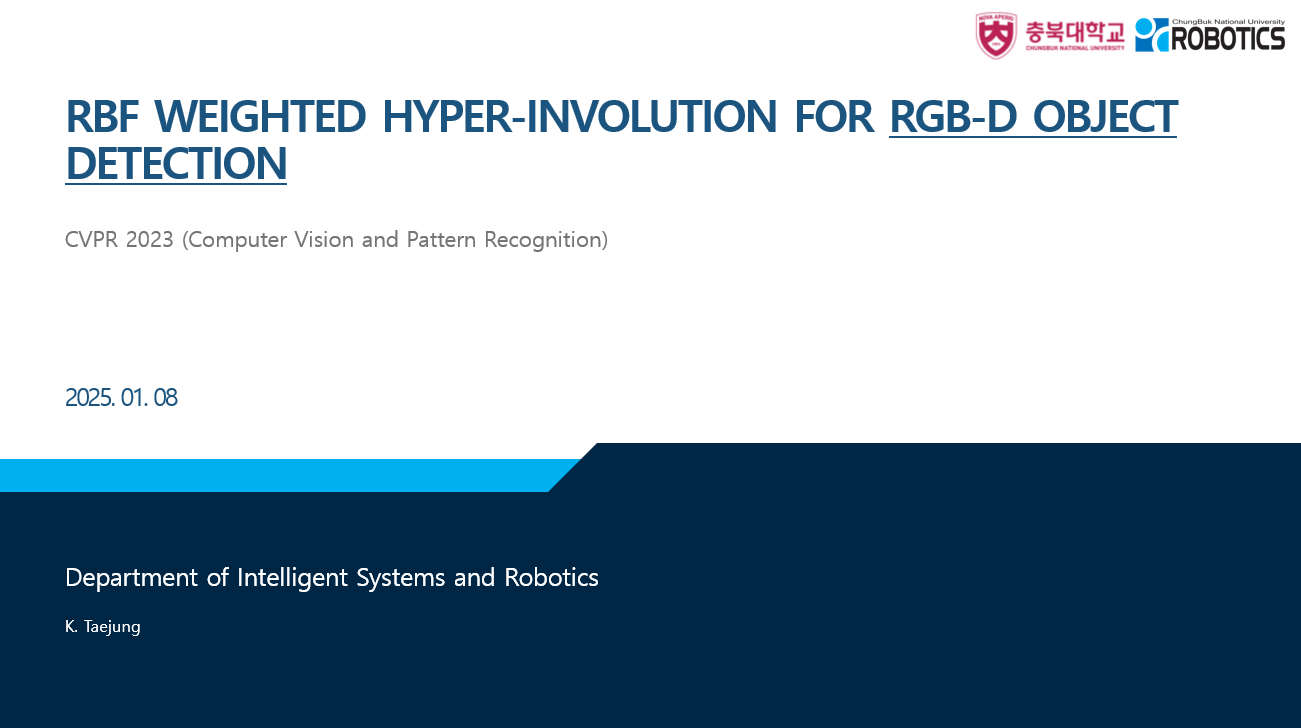 NOVA APERIO
충북대학교
CHUNGBUK NATIONAL UNIVERSITY
ChungBuk National University
ROBOTICS
RBF WEIGHTED HYPER-INVOLUTION FOR RGB-D OBJECT
DETECTION
CVPR 2023 (Computer Vision and Pattern Recognition)
2025. 01. 08
Department of Intelligent Systems and Robotics
K. Taejung